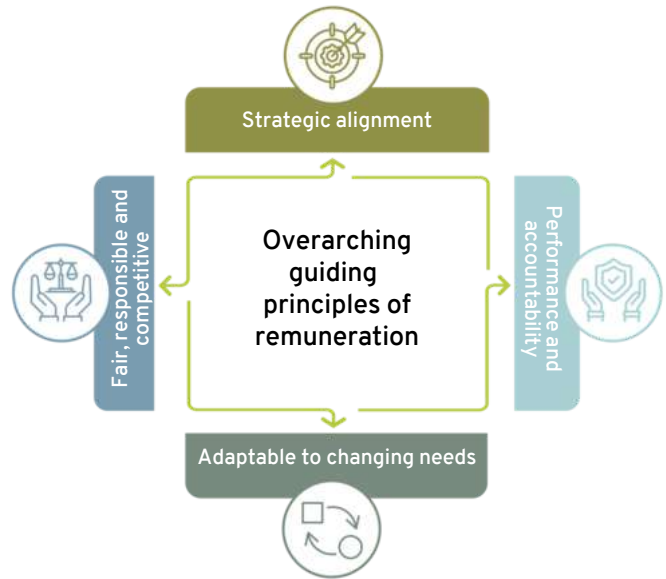 Strategic alignment
Fair, responsible and
competitive
Overarching
guiding
principles of
remuneration
Performance and
accountability
Adaptable to changing needs